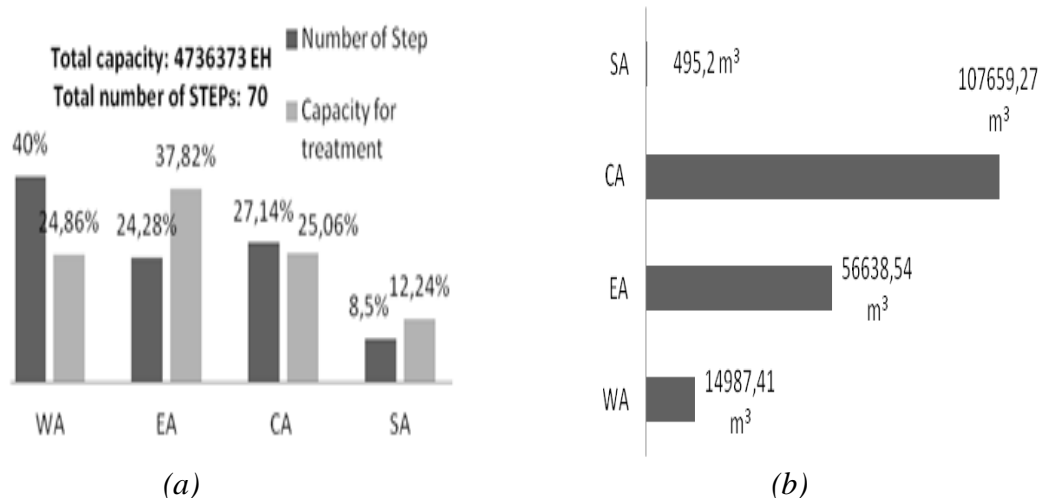 Total capacity: 4736373 EH
Total number of STEPs: 70
Number of Step
Capacity for
treatment
40%
24,86%
24,28%
37,82%
27,14%
25,06%
8,5%
12,24%
WA
EA
CA
SA
(a)
SA
495,2 m³
107659,27
m³
CA
EA
56638,54
m³
WA
14987,41
m³
(b)